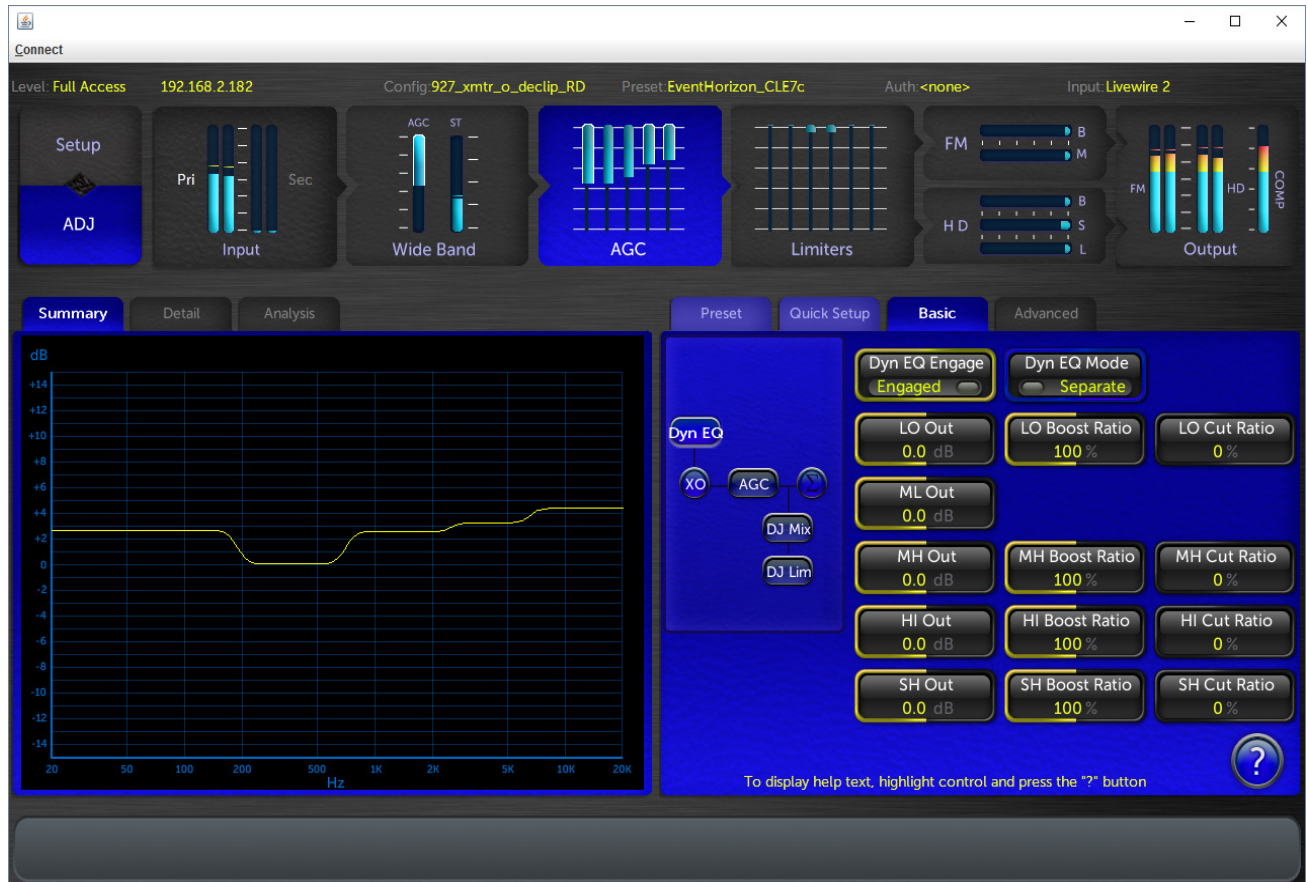 Connect
Level: Full Access 192.168.2.182 Config:927_xmtr_o_declip_RD Preset:EventHorizon_CLE7c Auth:<none> Input:Livewire 2
Setup
ADJ
Pri
Sec
Input
AGC ST
Wide Band
AGC
Limiters
FM
B
M
HD
B
S
L
FM
HD
COMP
Output
Summary Detail Analysis
dB
+14
+12
+10
+8
+6
+4
+2
0
-2
-4
-6
-8
-10
-12
-14
20 50 100 200 500 1K 2K 5K 10K 20K
Hz
Preset Quick Setup Basic Advanced
Dyn EQ
XO AGC Σ
DJ Mix
DJ Lim
Dyn EQ Engage Dyn EQ Mode
Engaged Separate
LO Out LO Boost Ratio LO Cut Ratio
0.0 dB 100 % 0 %
ML Out
0.0 dB
MH Out MH Boost Ratio MH Cut Ratio
0.0 dB 100 % 0 %
HI Out HI Boost Ratio HI Cut Ratio
0.0 dB 100 % 0 %
SH Out SH Boost Ratio SH Cut Ratio
0.0 dB 100 % 0 %
?
To display help text, highlight control and press the "?" button